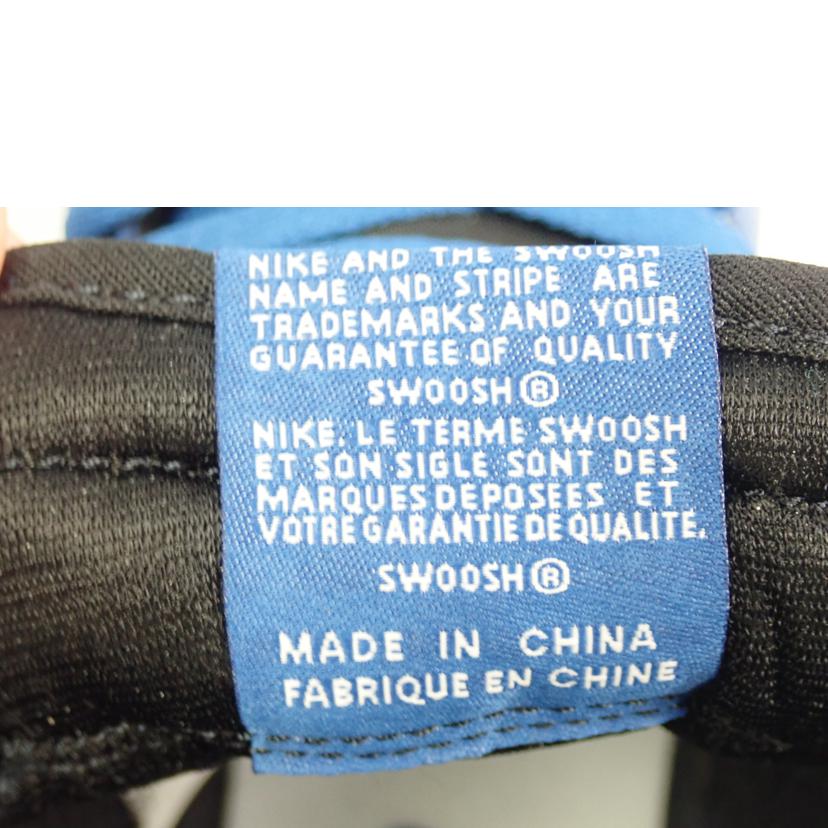 NIKE AND THE SWOOSH
NAME AND STRIPE ARE
TRADEMARKS AND YOUR
GUARANTEE OF QUALITY
SWOOSH®
NIKE. LE TERME SWOOSH
ET SON SIGLE SONT DES
MARQUES DEPOSEES ET
VOTRE GARANTIE DE QUALITE.
SWOOSH®
MADE IN CHINA
FABRIQUE EN CHINE